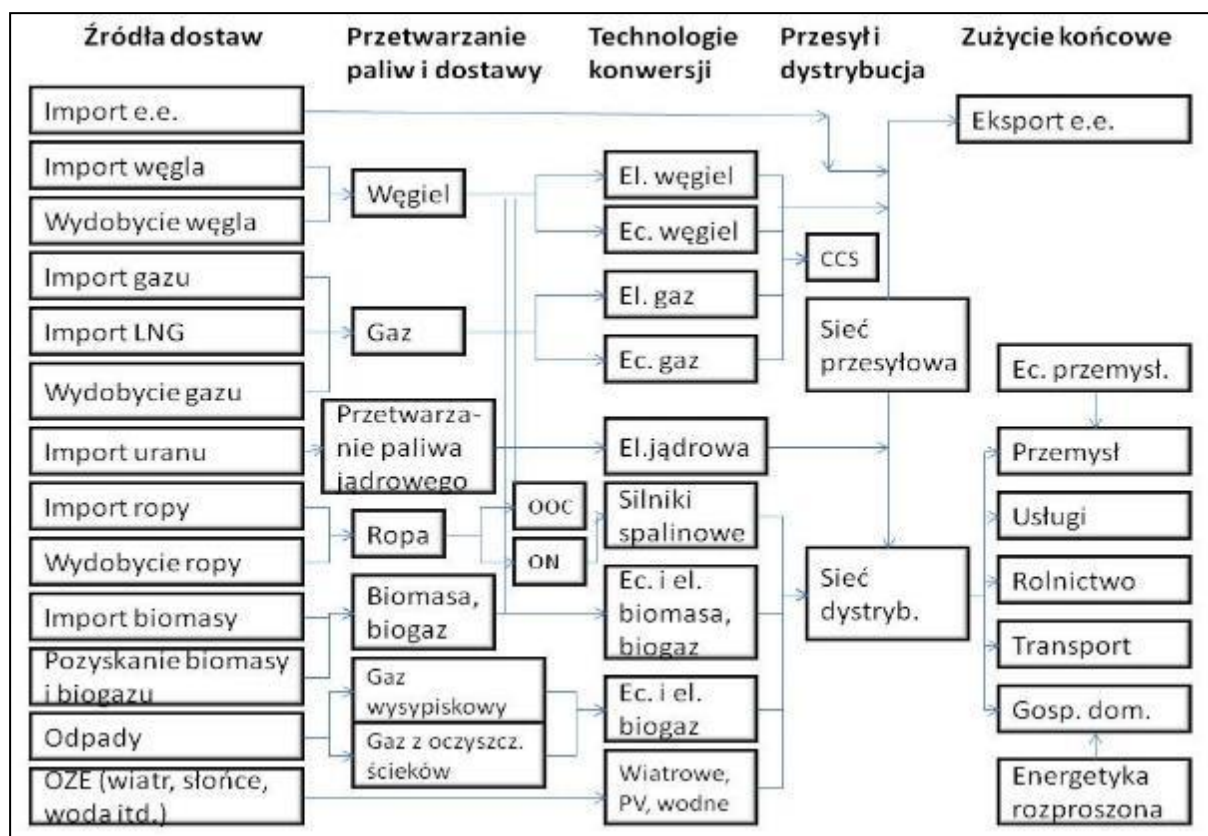 Źródła dostaw
Przetwarzanie
paliw i dostawy
Technologie
konwersji
Przesył i
dystrybucja
Zużycie końcowe
Import e.e.
Import węgla
Wydobycie węgla
Import gazu
Import LNG
Wydobycie gazu
Import uranu
Import ropy
Wydobycie ropy
Import biomasy
Pozyskanie biomasy
i biogazu
Odpady
OZE (wiatr, słońce,
woda itd.)
Węgiel
Gaz
Przetwarza-
nie paliwa
jądrowego
Ropa
OOC
ON
Biomasa,
biogaz
Gaz
wysypiskowy
Gaz z oczyszcz.
ścieków
El. węgiel
Ec. węgiel
El. gaz
Ec. gaz
El.jądrowa
Silniki
spalinowe
Ec. i el.
biomasa,
biogaz
Ec. i el.
biogaz
Wiatrowe,
PV, wodne
CCS
Sieć
przesyłowa
Sieć
dystryb.
Eksport e.e.
Ec. przemysł.
Przemysł
Usługi
Rolnictwo
Transport
Gosp. dom.
Energetyka
rozproszona